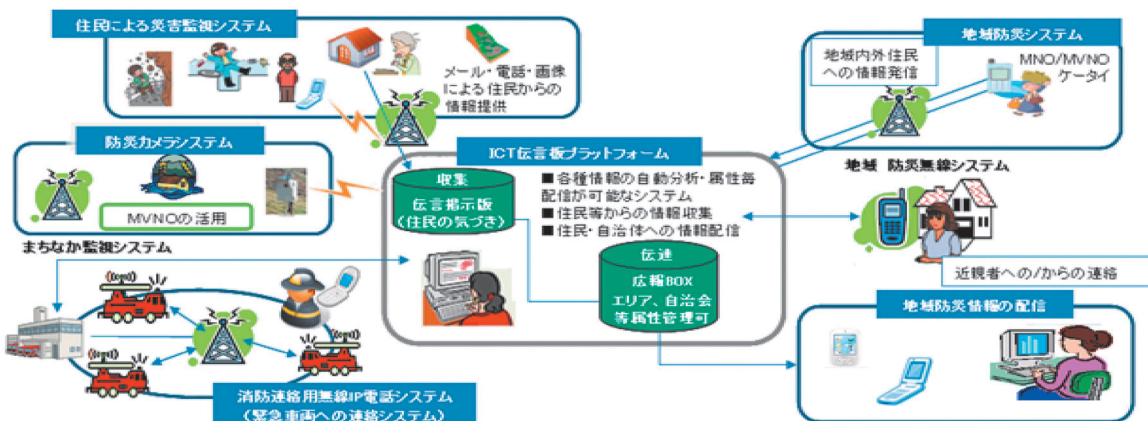 住民による災害監視システム
メール・電話・画像
による住民からの
情報提供
地域防災システム
地域内外住民
への情報発信
MNO/MVNO
ケータイ
防災カメラシステム
MVNOの活用
まちなか監視システム
ICT伝言板プラットフォーム
収集
伝言掲示版
(住民の気づき)
■各種情報の自動分析・属性毎
配信が可能なシステム
■住民等からの情報収集
■住民・自治体への情報配信
伝達
広報BOX
エリア、自治会
等属性管理可
地域 防災無線システム
近親者への/からの連絡
地域防災情報の配信
消防連絡用無線IP電話システム
(緊急車両への連絡システム)